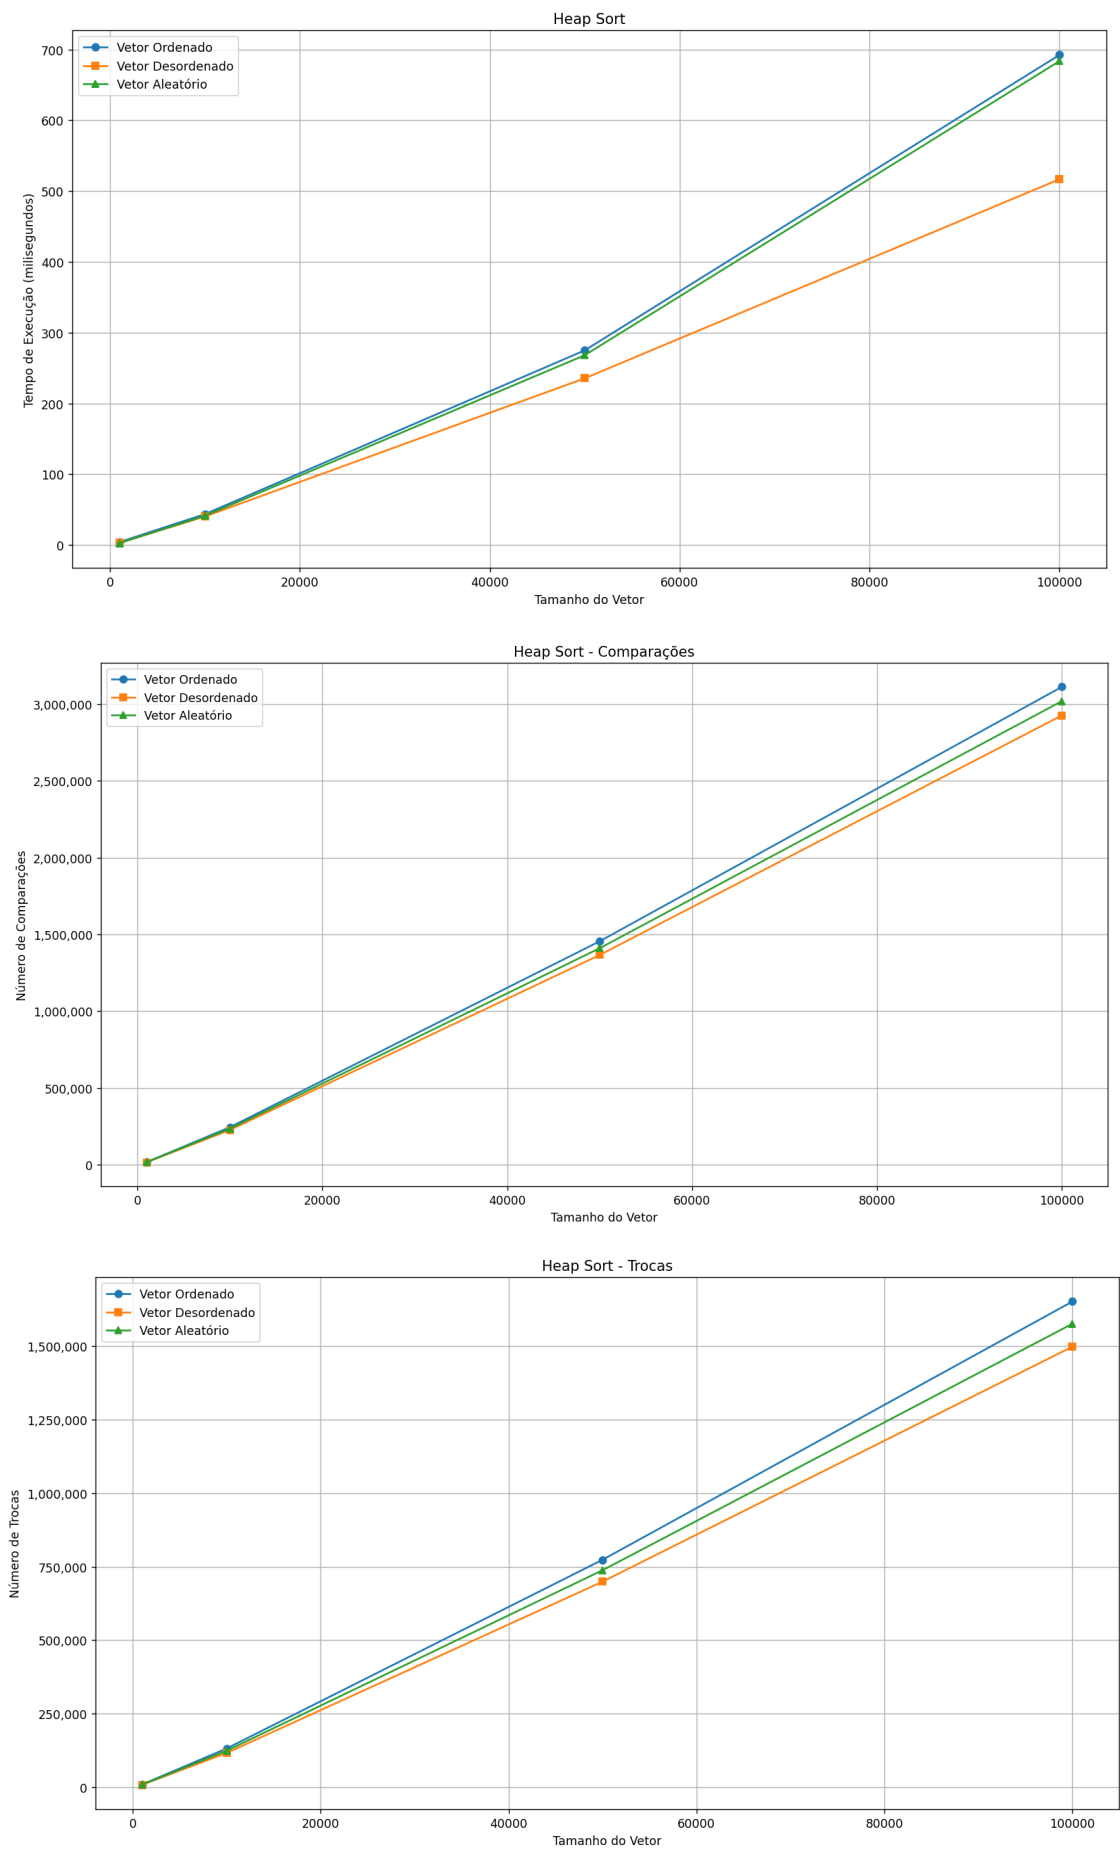 Heap Sort
Vetor Ordenado
Vetor Desordenado
Vetor Aleatório
700
600
500
400
300
200
100
0
Tempo de Execução (milisegundos)
0 20000 40000 60000 80000 100000
Tamanho do Vetor
Heap Sort - Comparações
Vetor Ordenado
Vetor Desordenado
Vetor Aleatório
3,000,000
2,500,000
2,000,000
1,500,000
1,000,000
500,000
0
Número de Comparações
0 20000 40000 60000 80000 100000
Tamanho do Vetor
Heap Sort - Trocas
Vetor Ordenado
Vetor Desordenado
Vetor Aleatório
1,500,000
1,250,000
1,000,000
750,000
500,000
250,000
0
Número de Trocas
0 20000 40000 60000 80000 100000
Tamanho do Vetor